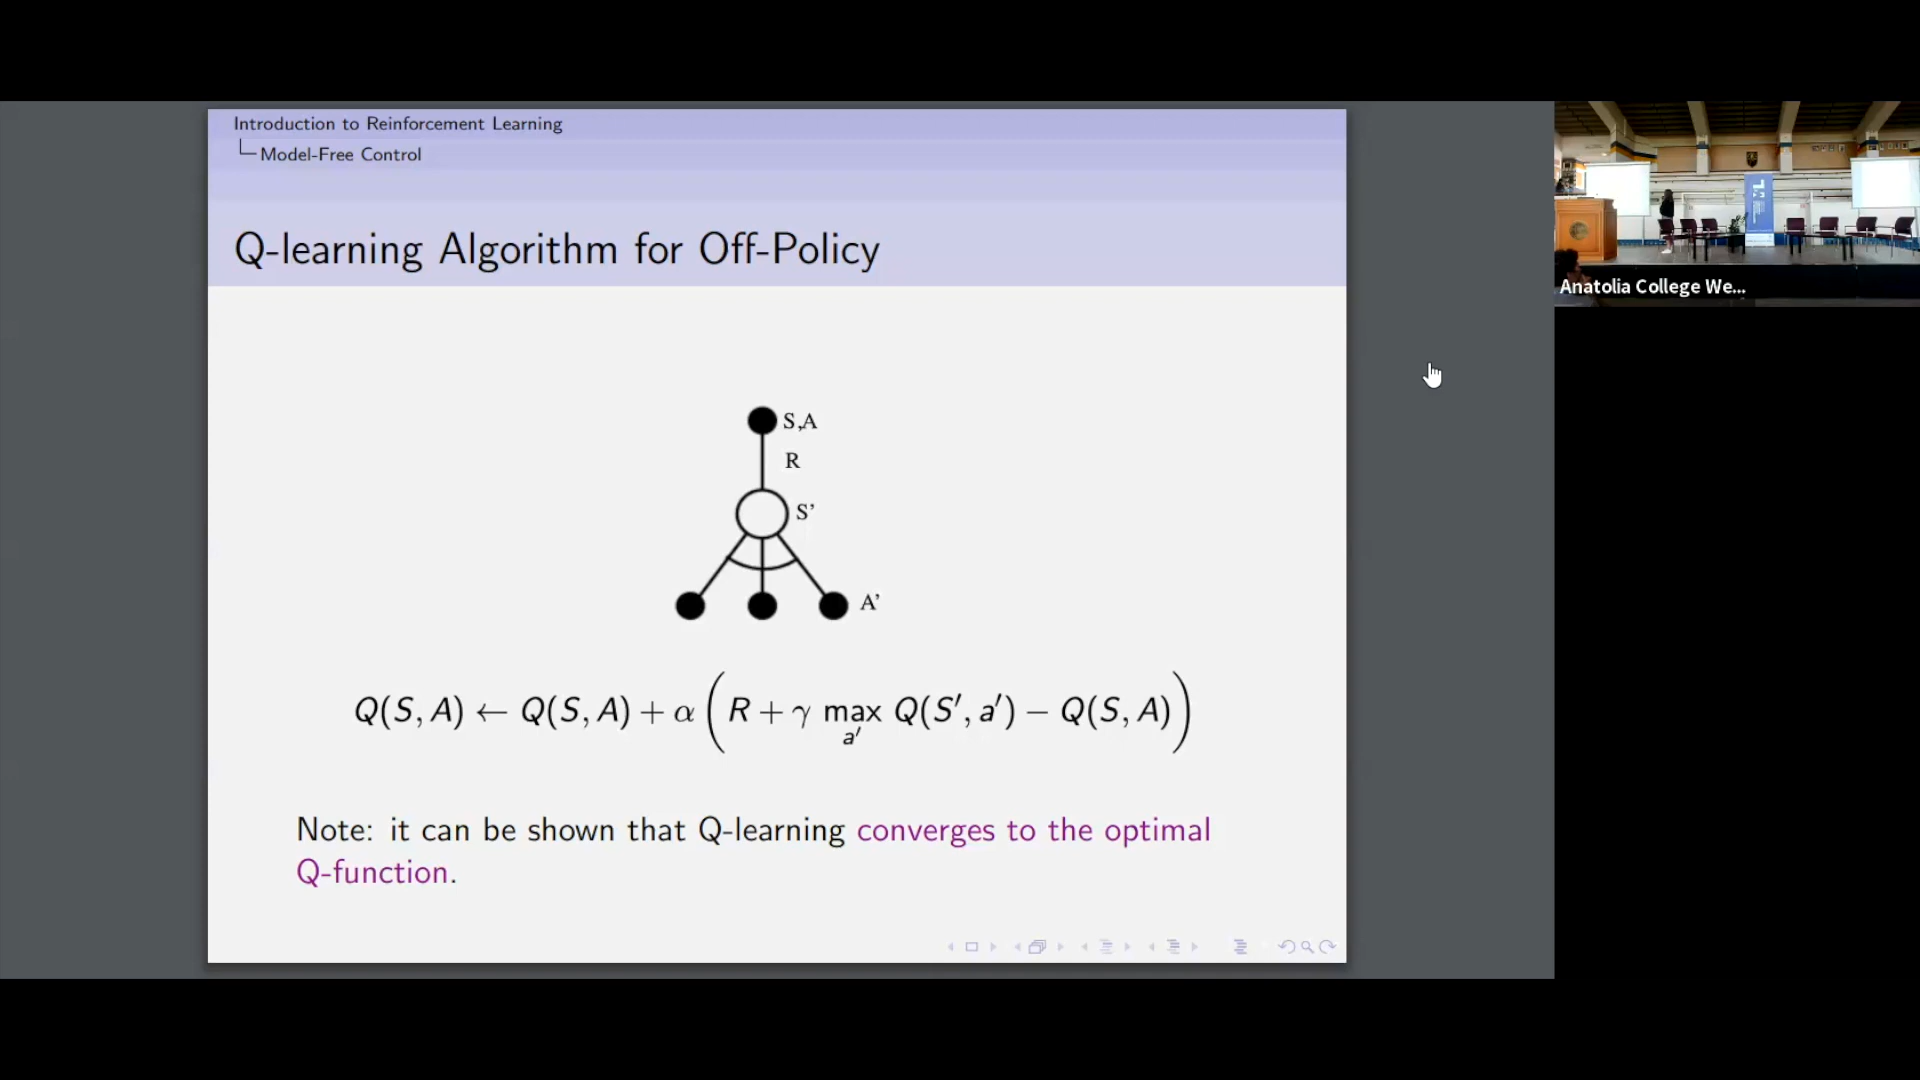 Introduction to Reinforcement Learning
Model-Free Control
Q-learning Algorithm for Off-Policy
S,A
R
S'
A'
Q(S, A) ← Q(S, A) + α ( R + γ max Q(S′, a′) − Q(S, A) )
a′
Note: it can be shown that Q-learning converges to the optimal
Q-function.
Anatolia College We...